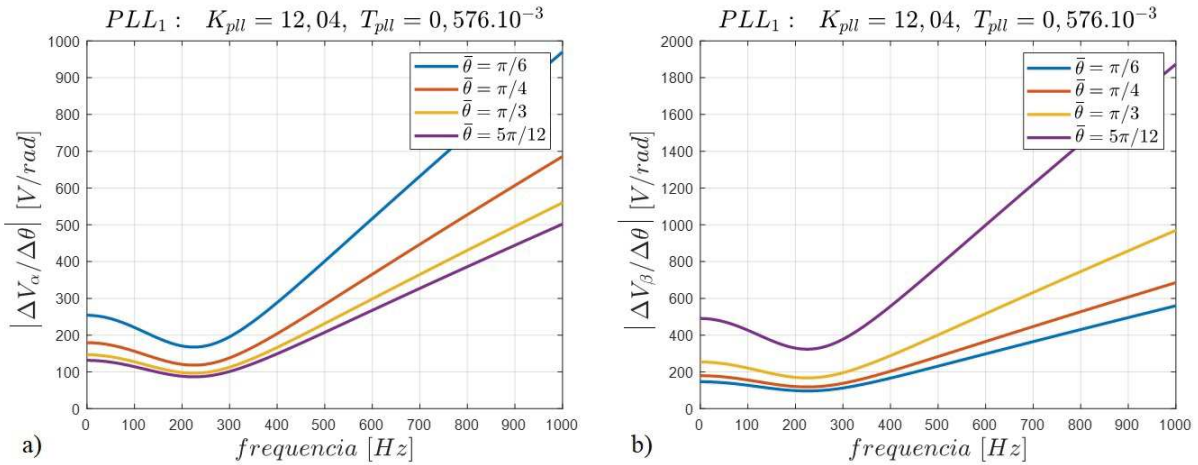 PLL₁ : K_pll = 12,04, T_pll = 0,576.10⁻³
|ΔV_α/Δθ| [V/rad]
1000
900
800
700
600
500
400
300
200
100
0
θ̄ = π/6
θ̄ = π/4
θ̄ = π/3
θ̄ = 5π/12
0 100 200 300 400 500 600 700 800 900 1000
a) frequencia [Hz]
PLL₁ : K_pll = 12,04, T_pll = 0,576.10⁻³
|ΔV_β/Δθ| [V/rad]
2000
1800
1600
1400
1200
1000
800
600
400
200
0
θ̄ = π/6
θ̄ = π/4
θ̄ = π/3
θ̄ = 5π/12
0 100 200 300 400 500 600 700 800 900 1000
b) frequencia [Hz]